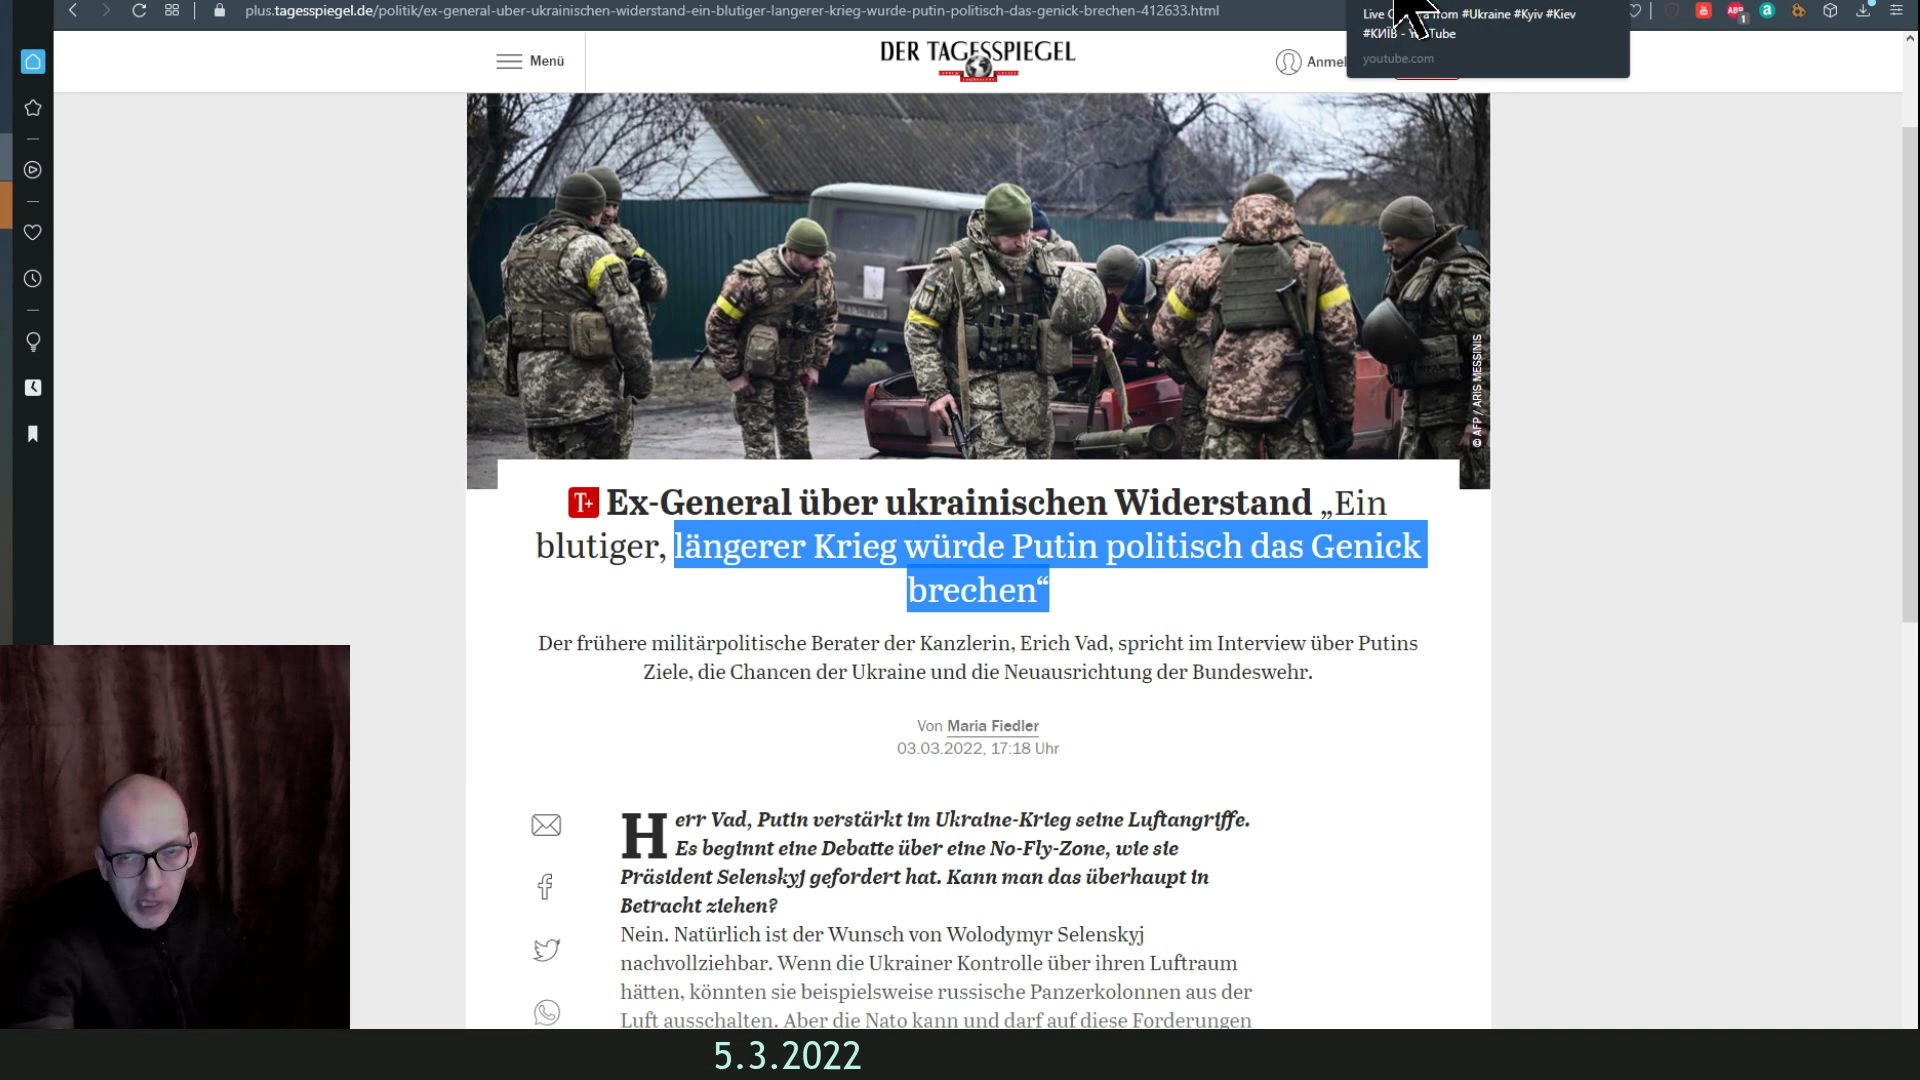 plus.tagesspiegel.de/politik/ex-general-uber-ukrainischen-widerstand-ein-blutiger-langerer-krieg-wurde-putin-politisch-das-genick-brechen-412633.html
Live from #Ukraine #Kyiv #Kiev
#КИЇВ - YouTube
youtube.com
Menü
DER TAGESSPIEGEL
Anmel
© AFP / ARIS MESSINIS
T+ Ex-General über ukrainischen Widerstand „Ein
blutiger, längerer Krieg würde Putin politisch das Genick
brechen“
Der frühere militärpolitische Berater der Kanzlerin, Erich Vad, spricht im Interview über Putins
Ziele, die Chancen der Ukraine und die Neuausrichtung der Bundeswehr.
Von Maria Fiedler
03.03.2022, 17:18 Uhr
Herr Vad, Putin verstärkt im Ukraine-Krieg seine Luftangriffe.
Es beginnt eine Debatte über eine No-Fly-Zone, wie sie
Präsident Selenskyj gefordert hat. Kann man das überhaupt in
Betracht ziehen?
Nein. Natürlich ist der Wunsch von Wolodymyr Selenskyj
nachvollziehbar. Wenn die Ukrainer Kontrolle über ihren Luftraum
hätten, könnten sie beispielsweise russische Panzerkolonnen aus der
Luft ausschalten. Aber die Nato kann und darf auf diese Forderungen
5.3.2022